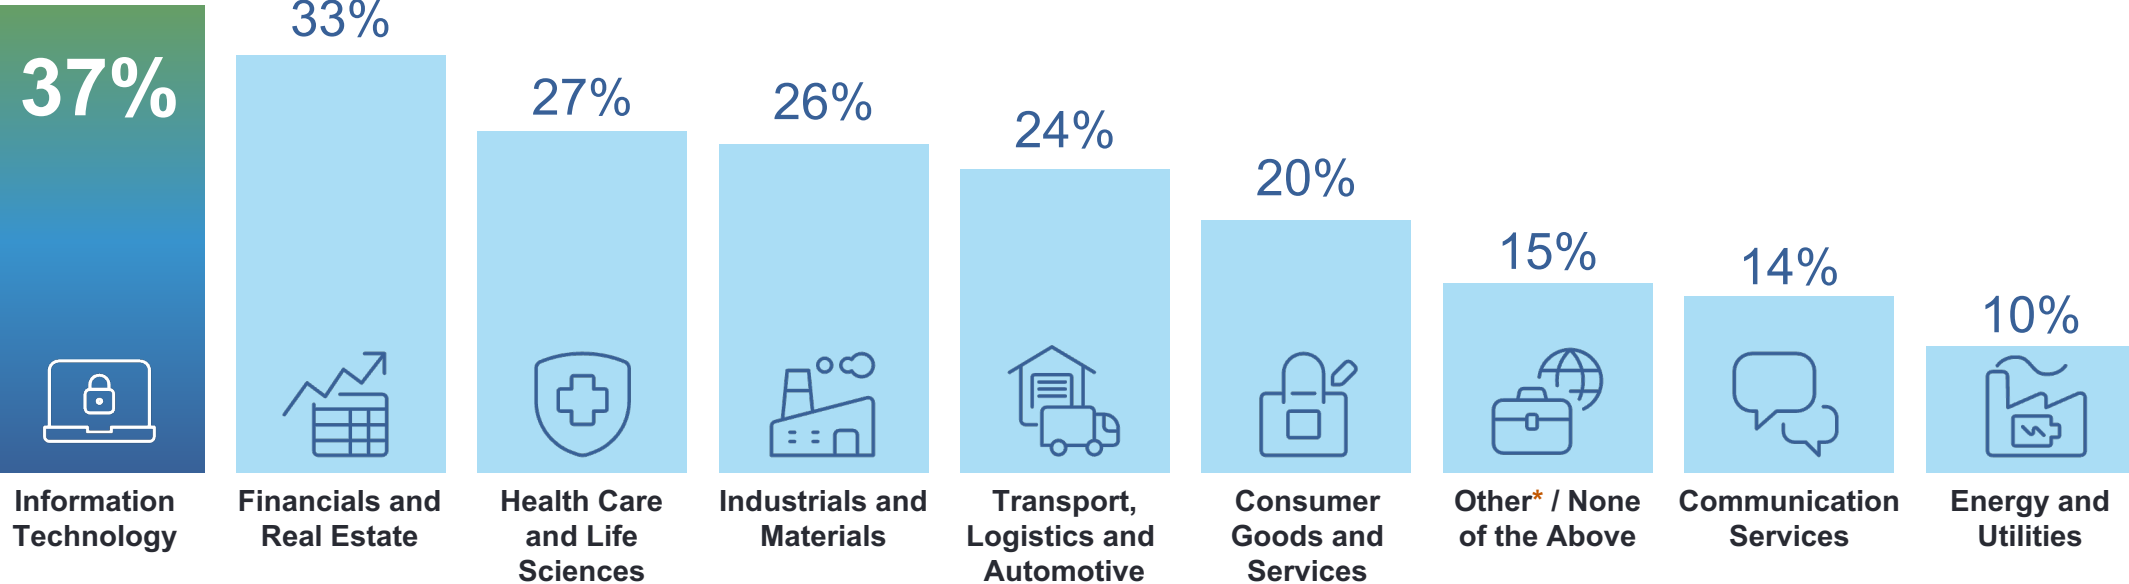 37%
Information
Technology
33%
Financials and
Real Estate
27%
Health Care
and Life
Sciences
26%
Industrials and
Materials
24%
Transport,
Logistics and
Automotive
20%
Consumer
Goods and
Services
15%
Other* / None
of the Above
14%
Communication
Services
10%
Energy and
Utilities